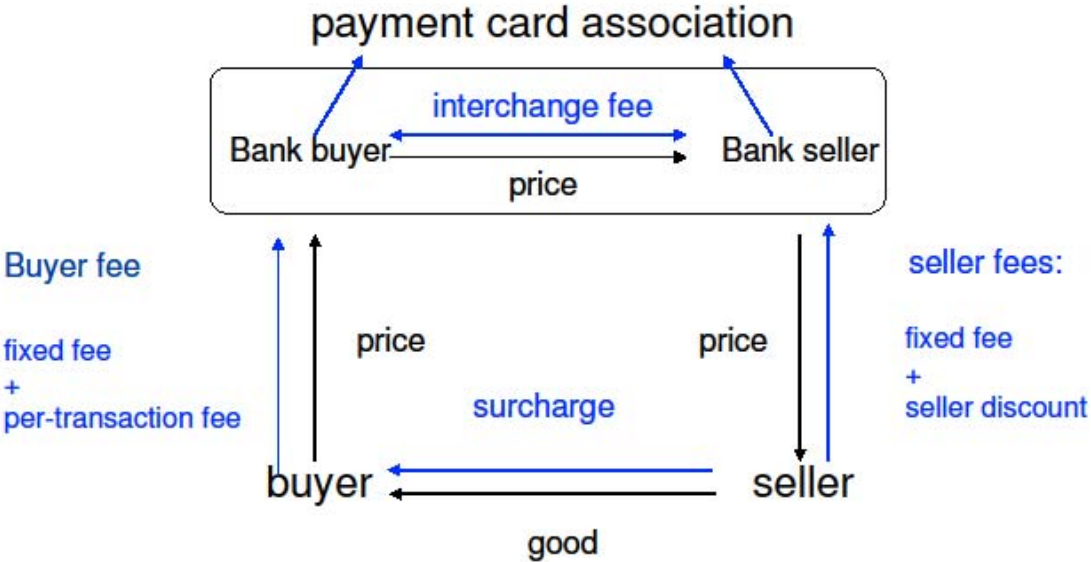 payment card association
interchange fee
Bank buyer
Bank seller
price
Buyer fee
seller fees:
fixed fee
+
per-transaction fee
price
price
fixed fee
+
seller discount
surcharge
buyer
seller
good